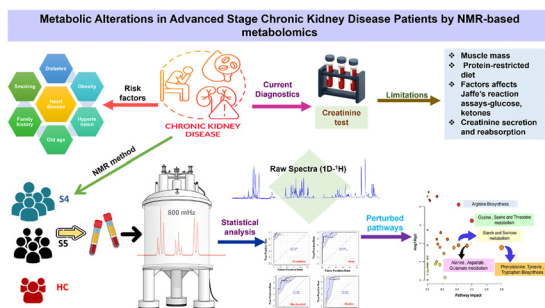 Metabolic Alterations in Advanced Stage Chronic Kidney Disease Patients by NMR-based
metabolomics
Diabetes
Smoking
Obesity
Heart
disease
Family
history
Hyperte
nsion
Old age
Risk
factors
CHRONIC KIDNEY
DISEASE
Current
Diagnostics
Creatinine
test
Limitations
❖ Muscle mass
❖ Protein-restricted
diet
❖ Factors affects
Jaffe's reaction
assays-glucose,
ketones
❖ Creatinine secretion
and reabsorption
NMR method
S4
S5
HC
800 mHz
Raw Spectra (1D-¹H)
Statistical
analysis
Perturbed
pathways
Arginine Biosynthesis
Glycine, Serine and Threonine
metabolism
Starch and Sucrose
metabolism
Alanine, Aspartate,
Glutamate metabolism
Phenylalanine, Tyrosine,
Tryptophan Biosynthesis
Pathway Impact